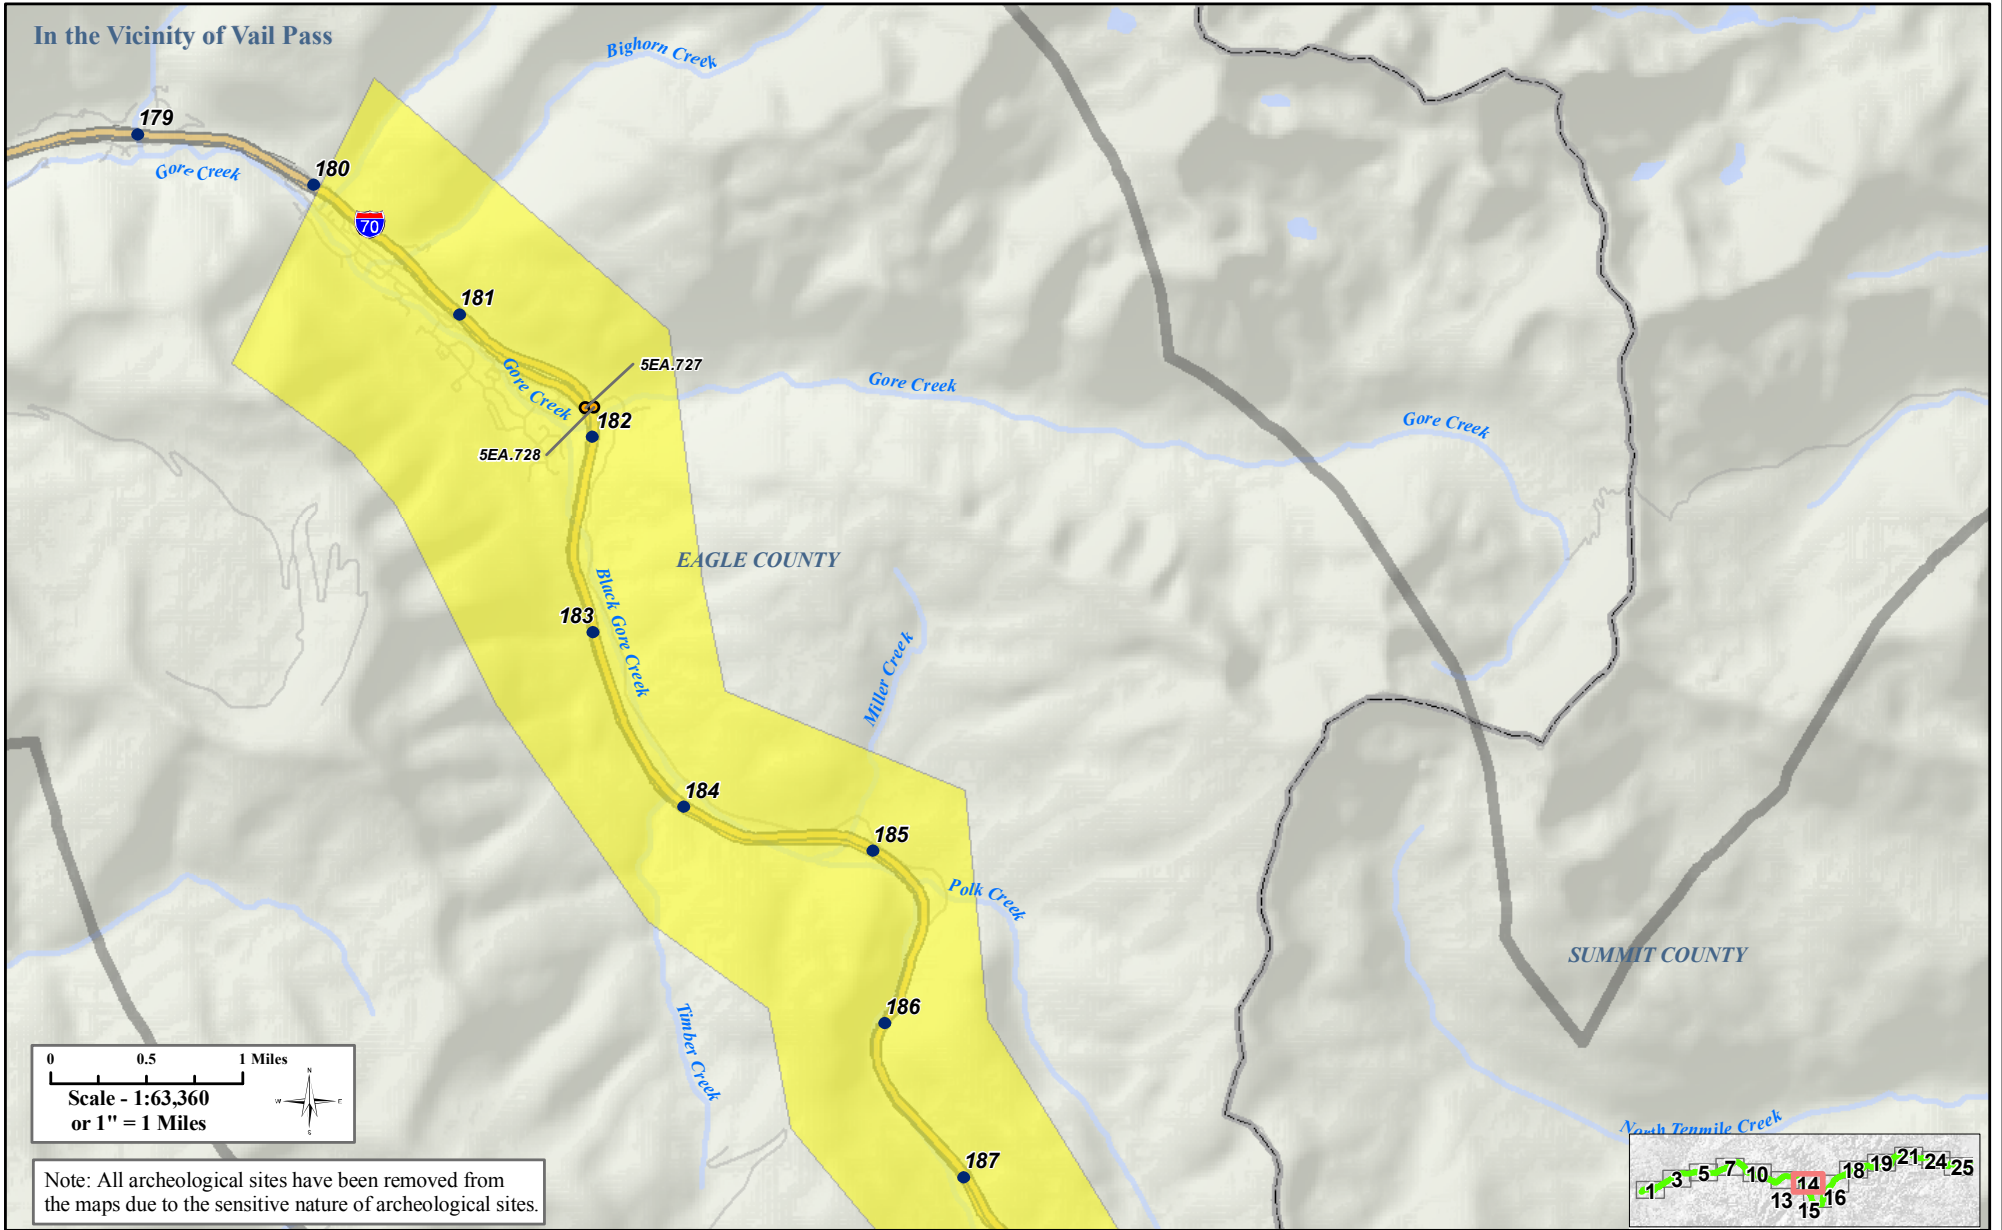 In the Vicinity of Vail Pass
Bighorn Creek
179
Gore Creek
180
70
181
5EA.727
Gore Creek
Gore Creek
Gore Creek
182
5EA.728
EAGLE COUNTY
Black Gore Creek
183
Miller Creek
184
185
Polk Creek
SUMMIT COUNTY
186
Timber Creek
0 0.5 1 Miles
Scale - 1:63,360
or 1" = 1 Miles
N
W E
S
North Tenmile Creek
187
Note: All archeological sites have been removed from
the maps due to the sensitive nature of archeological sites.
1 3 5 7 10 13 14 15 16 18 19 21 24 25